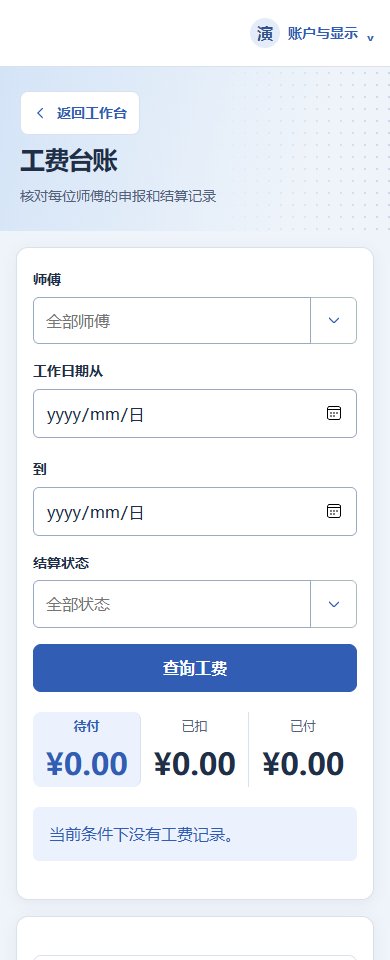 演 账户与显示
返回工作台
工费台账
核对每位师傅的申报和结算记录
师傅
全部师傅
工作日期从
yyyy/mm/日
到
yyyy/mm/日
结算状态
全部状态
查询工费
待付 已扣 已付
¥0.00 ¥0.00 ¥0.00
当前条件下没有工费记录。